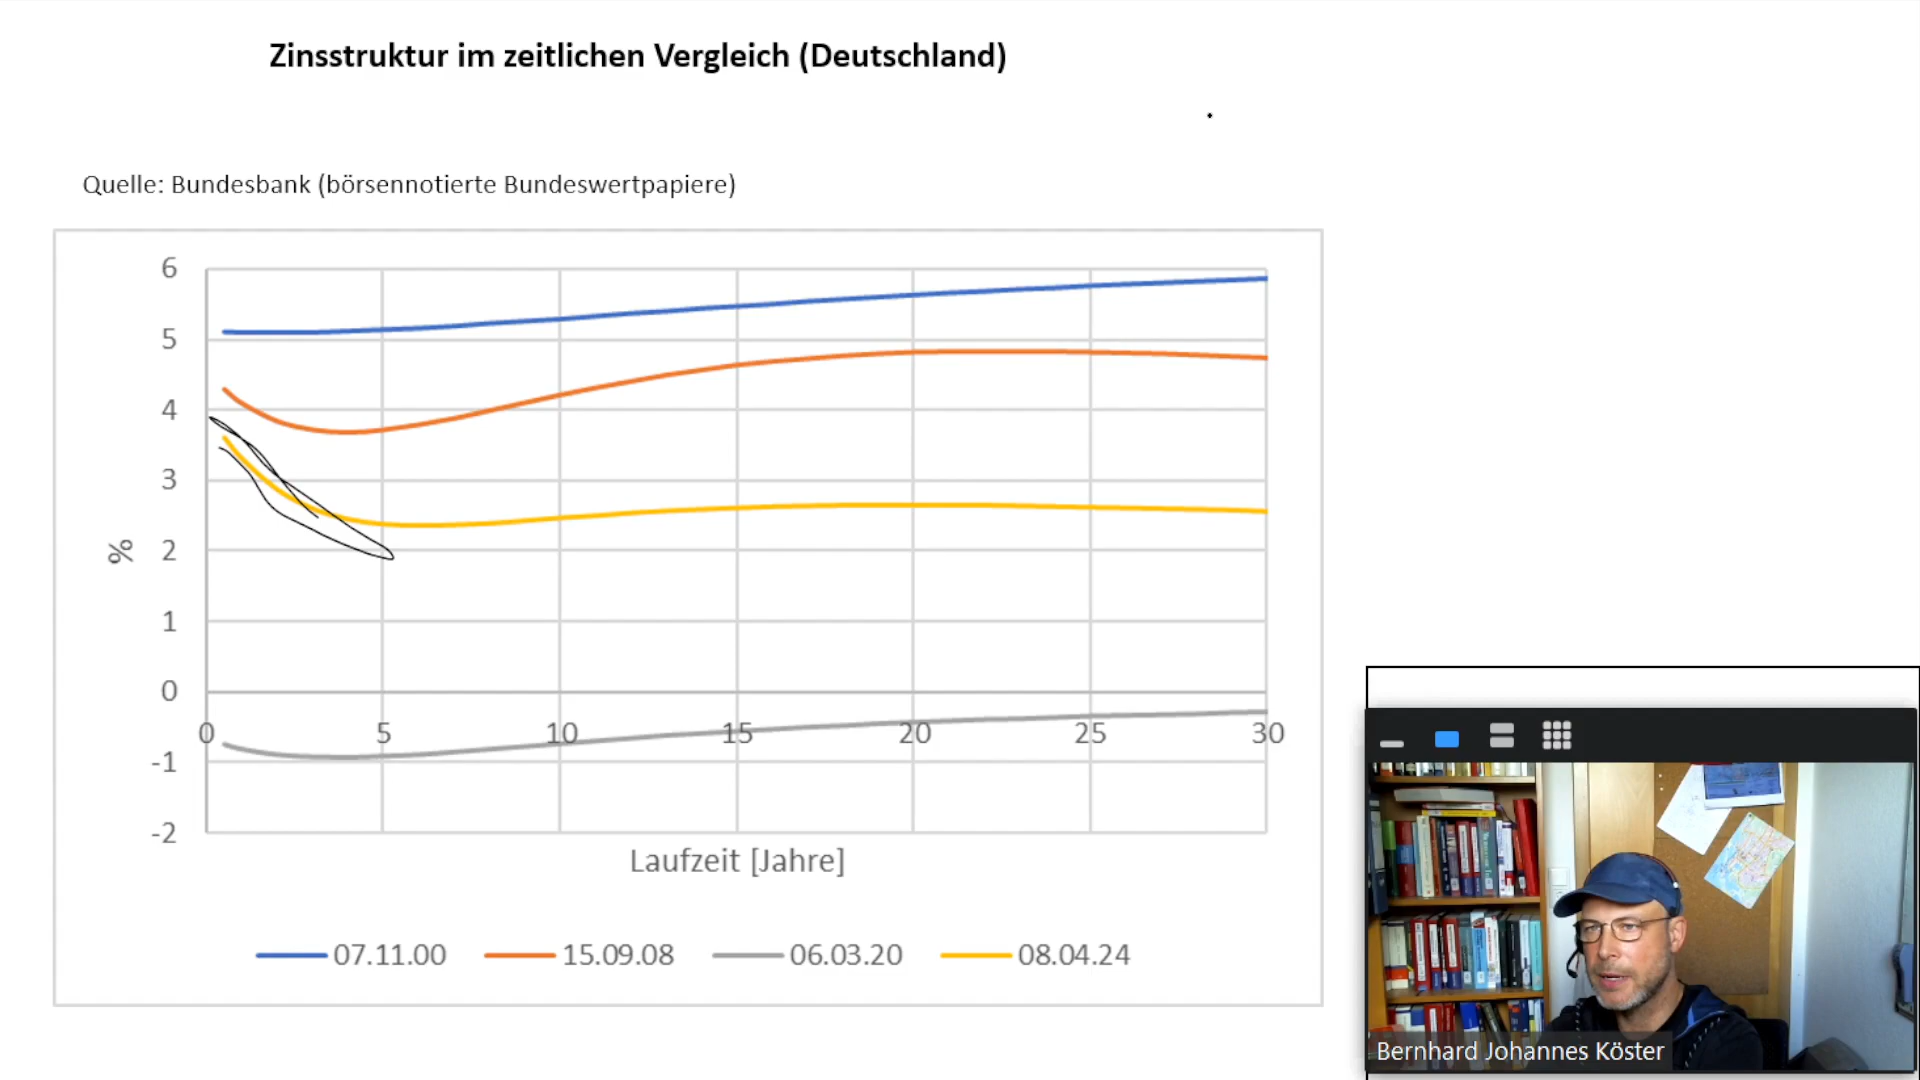 Zinsstruktur im zeitlichen Vergleich (Deutschland)
Quelle: Bundesbank (börsennotierte Bundeswertpapiere)
6
5
4
3
2
1
0
-1
-2
%
0 5 10 15 20 25 30
Laufzeit [Jahre]
07.11.00 15.09.08 06.03.20 08.04.24
Bernhard Johannes Köster